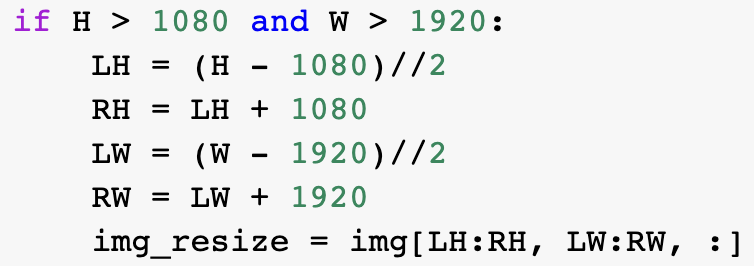 if H > 1080 and W > 1920:
    LH = (H - 1080)//2
    RH = LH + 1080
    LW = (W - 1920)//2
    RW = LW + 1920
    img_resize = img[LH:RH, LW:RW, :]